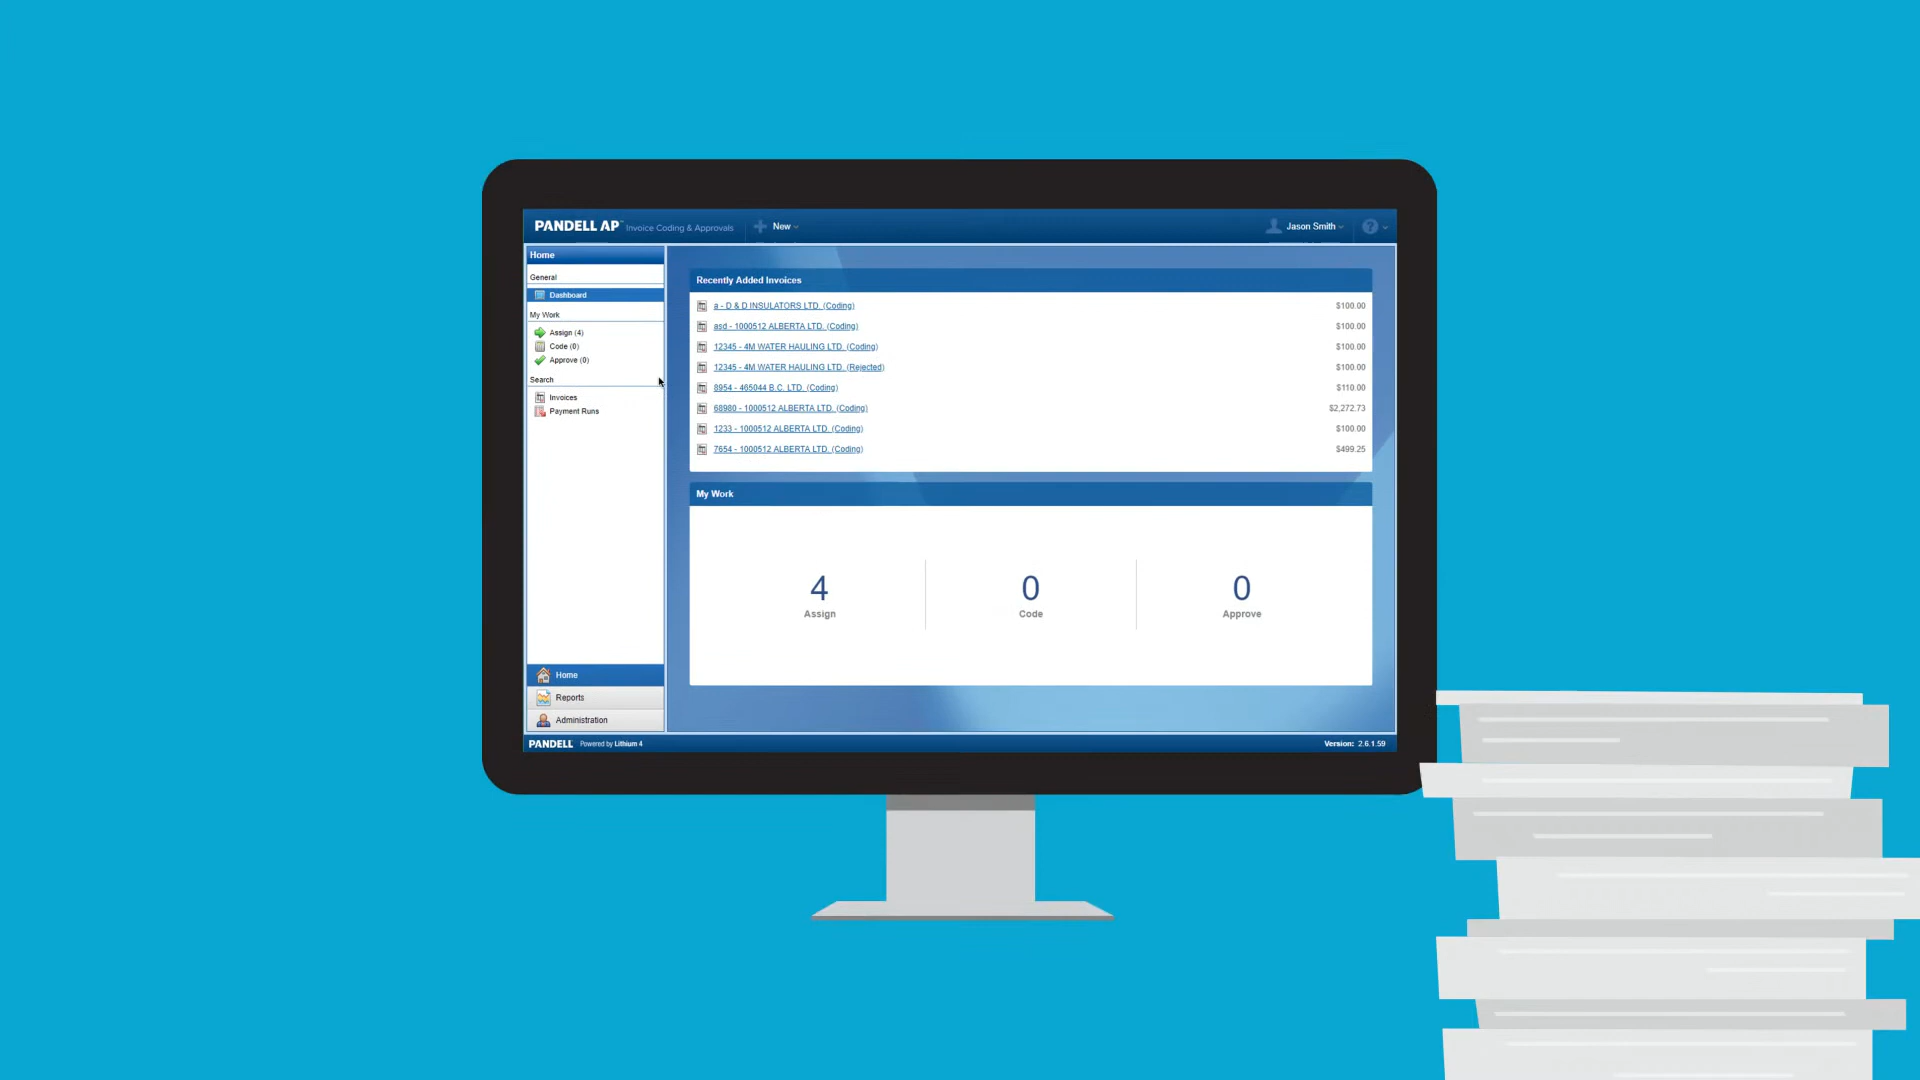 PANDELL AP™ Invoice Coding & Approvals
New
Jason Smith
?
Home
General
Dashboard
My Work
Assign (4)
Code (0)
Approve (0)
Search
Invoices
Payment Runs
Recently Added Invoices
a - D & D INSULATORS LTD. (Coding) $100.00
asd - 1000512 ALBERTA LTD. (Coding) $100.00
12345 - 4M WATER HAULING LTD. (Coding) $100.00
12345 - 4M WATER HAULING LTD. (Rejected) $100.00
8954 - 465044 B.C. LTD. (Coding) $110.00
68980 - 1000512 ALBERTA LTD. (Coding) $2,272.73
1233 - 1000512 ALBERTA LTD. (Coding) $100.00
7654 - 1000512 ALBERTA LTD. (Coding) $499.25
My Work
4 0 0
Assign Code Approve
Home
Reports
Administration
PANDELL Powered by Lithium 4
Version: 2.6.1.59